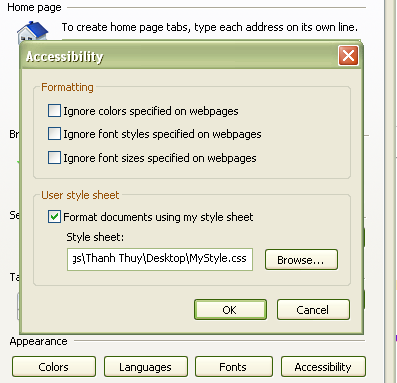 Home page
To create home page tabs, type each address on its own line.
Accessibility
Formatting
Ignore colors specified on webpages
Ignore font styles specified on webpages
Ignore font sizes specified on webpages
User style sheet
Format documents using my style sheet
Style sheet:
gs\Thanh Thuy\Desktop\MyStyle.css
Browse...
OK
Cancel
Appearance
Colors
Languages
Fonts
Accessibility